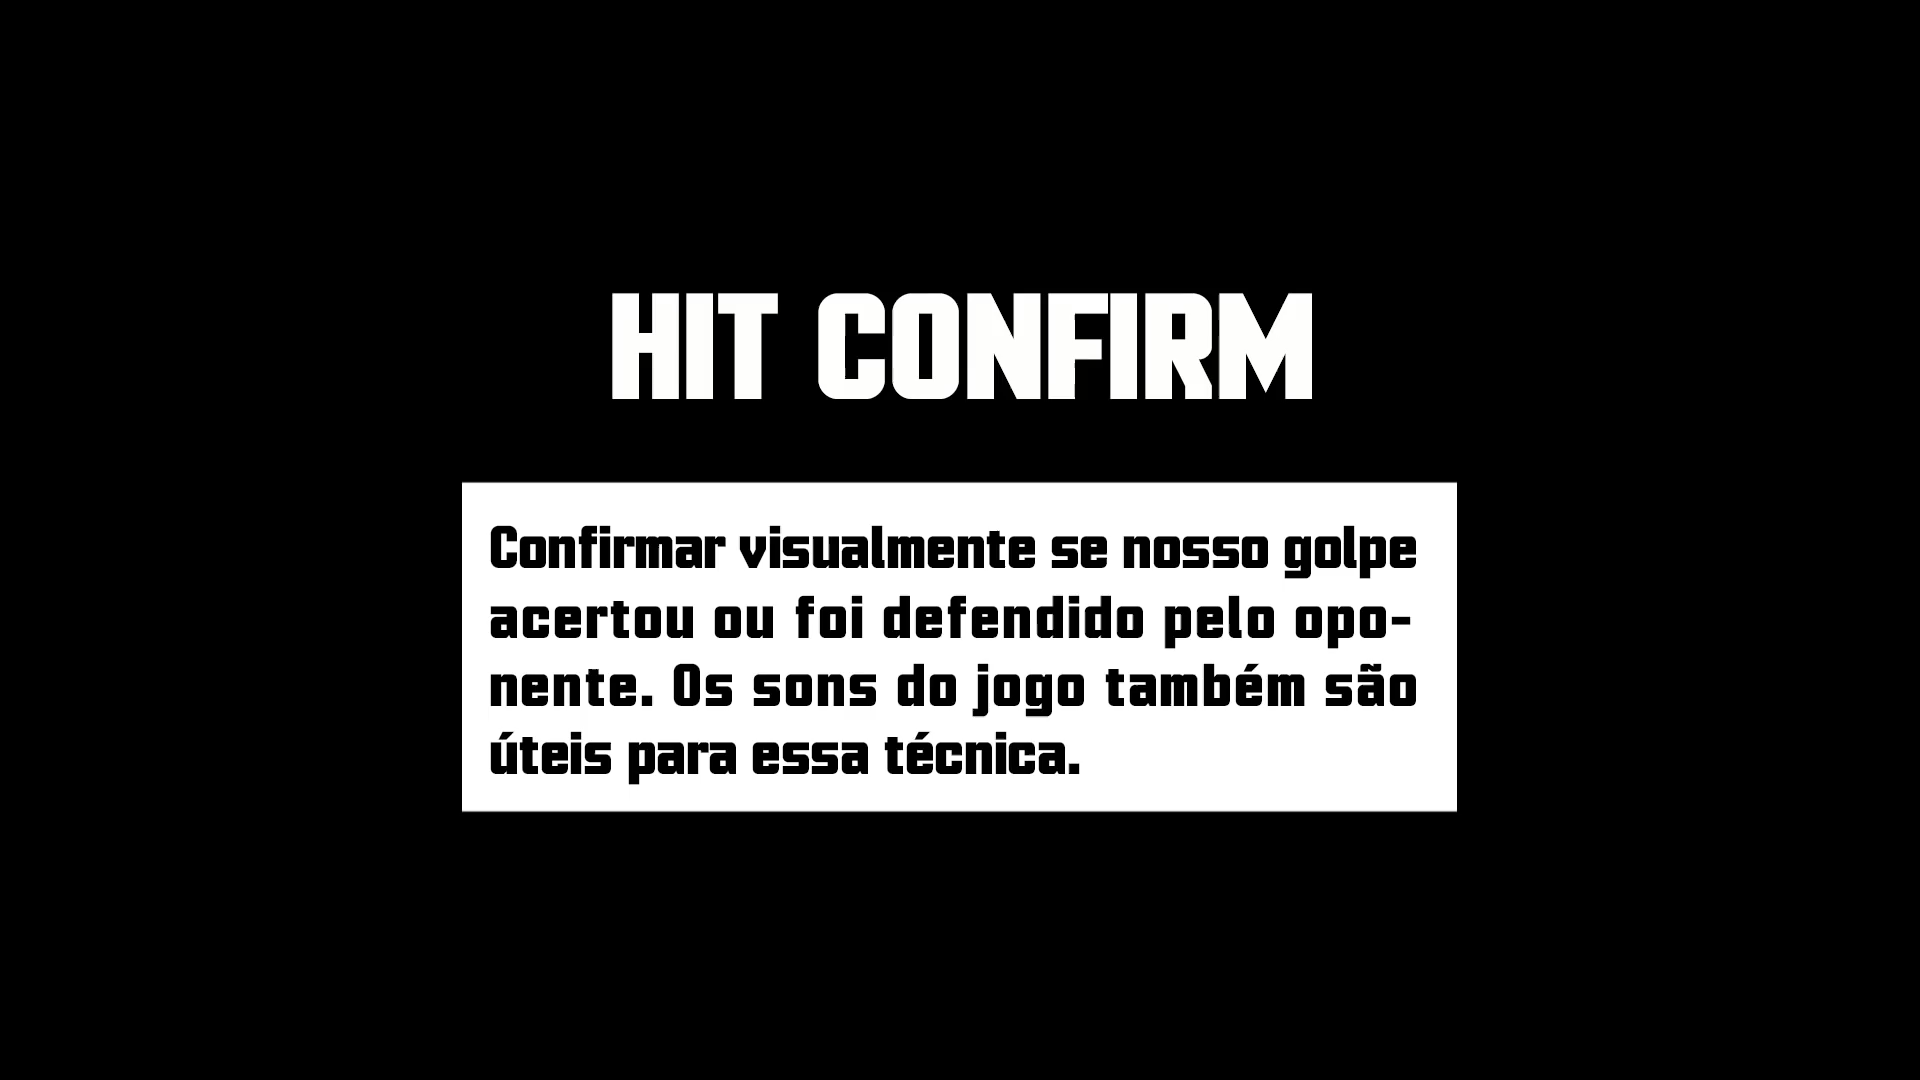 HIT CONFIRM
Confirmar visualmente se nosso golpe
acertou ou foi defendido pelo opo-
nente. Os sons do jogo também são
úteis para essa técnica.